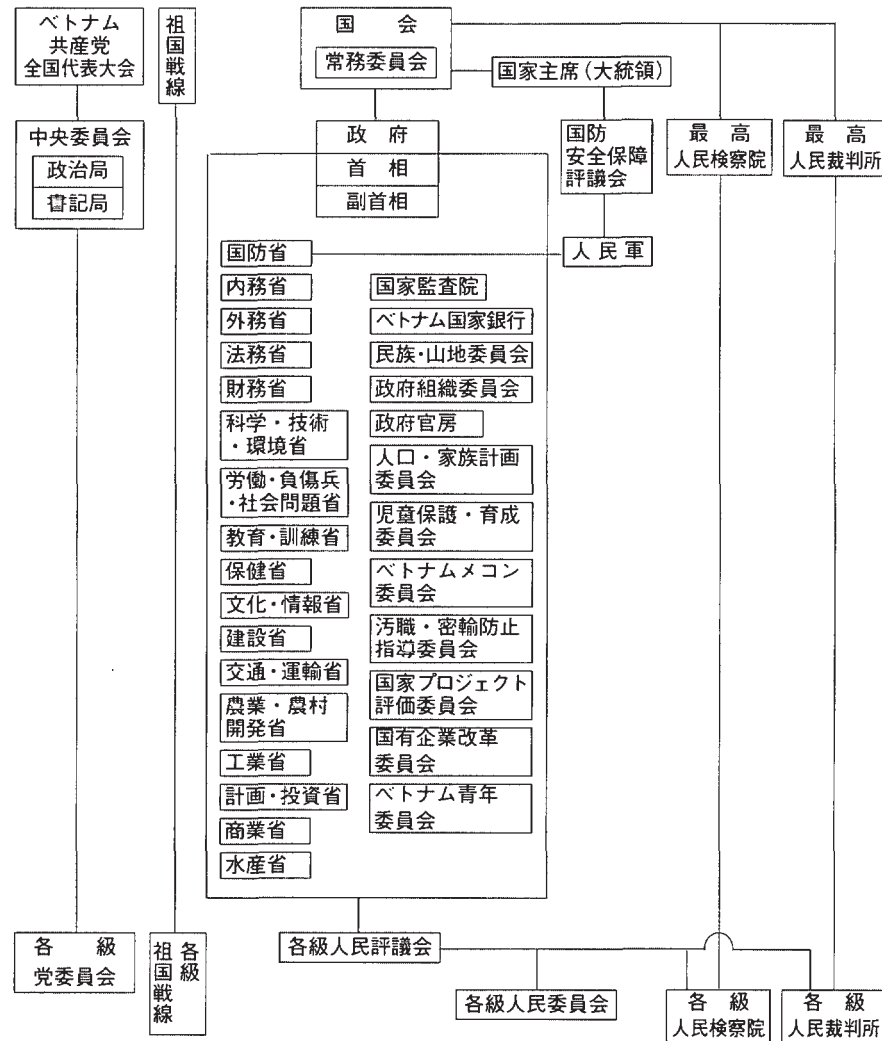 ベトナム
共産党
全国代表大会
祖国戦線
国　会
常務委員会
国家主席(大統領)
中央委員会
政治局
書記局
政　府
首　相
副首相
国防
安全保障
評議会
最　高
人民検察院
最　高
人民裁判所
人民軍
国防省
内務省
外務省
法務省
財務省
科学・技術
・環境省
労働・負傷兵
・社会問題省
教育・訓練省
保健省
文化・情報省
建設省
交通・運輸省
農業・農村
開発省
工業省
計画・投資省
商業省
水産省
国家監査院
ベトナム国家銀行
民族・山地委員会
政府組織委員会
政府官房
人口・家族計画
委員会
児童保護・育成
委員会
ベトナムメコン
委員会
汚職・密輸防止
指導委員会
国家プロジェクト
評価委員会
国有企業改革
委員会
ベトナム青年
委員会
各　級
党委員会
各級
祖国戦線
各級人民評議会
各級人民委員会
各　級
人民検察院
各　級
人民裁判所